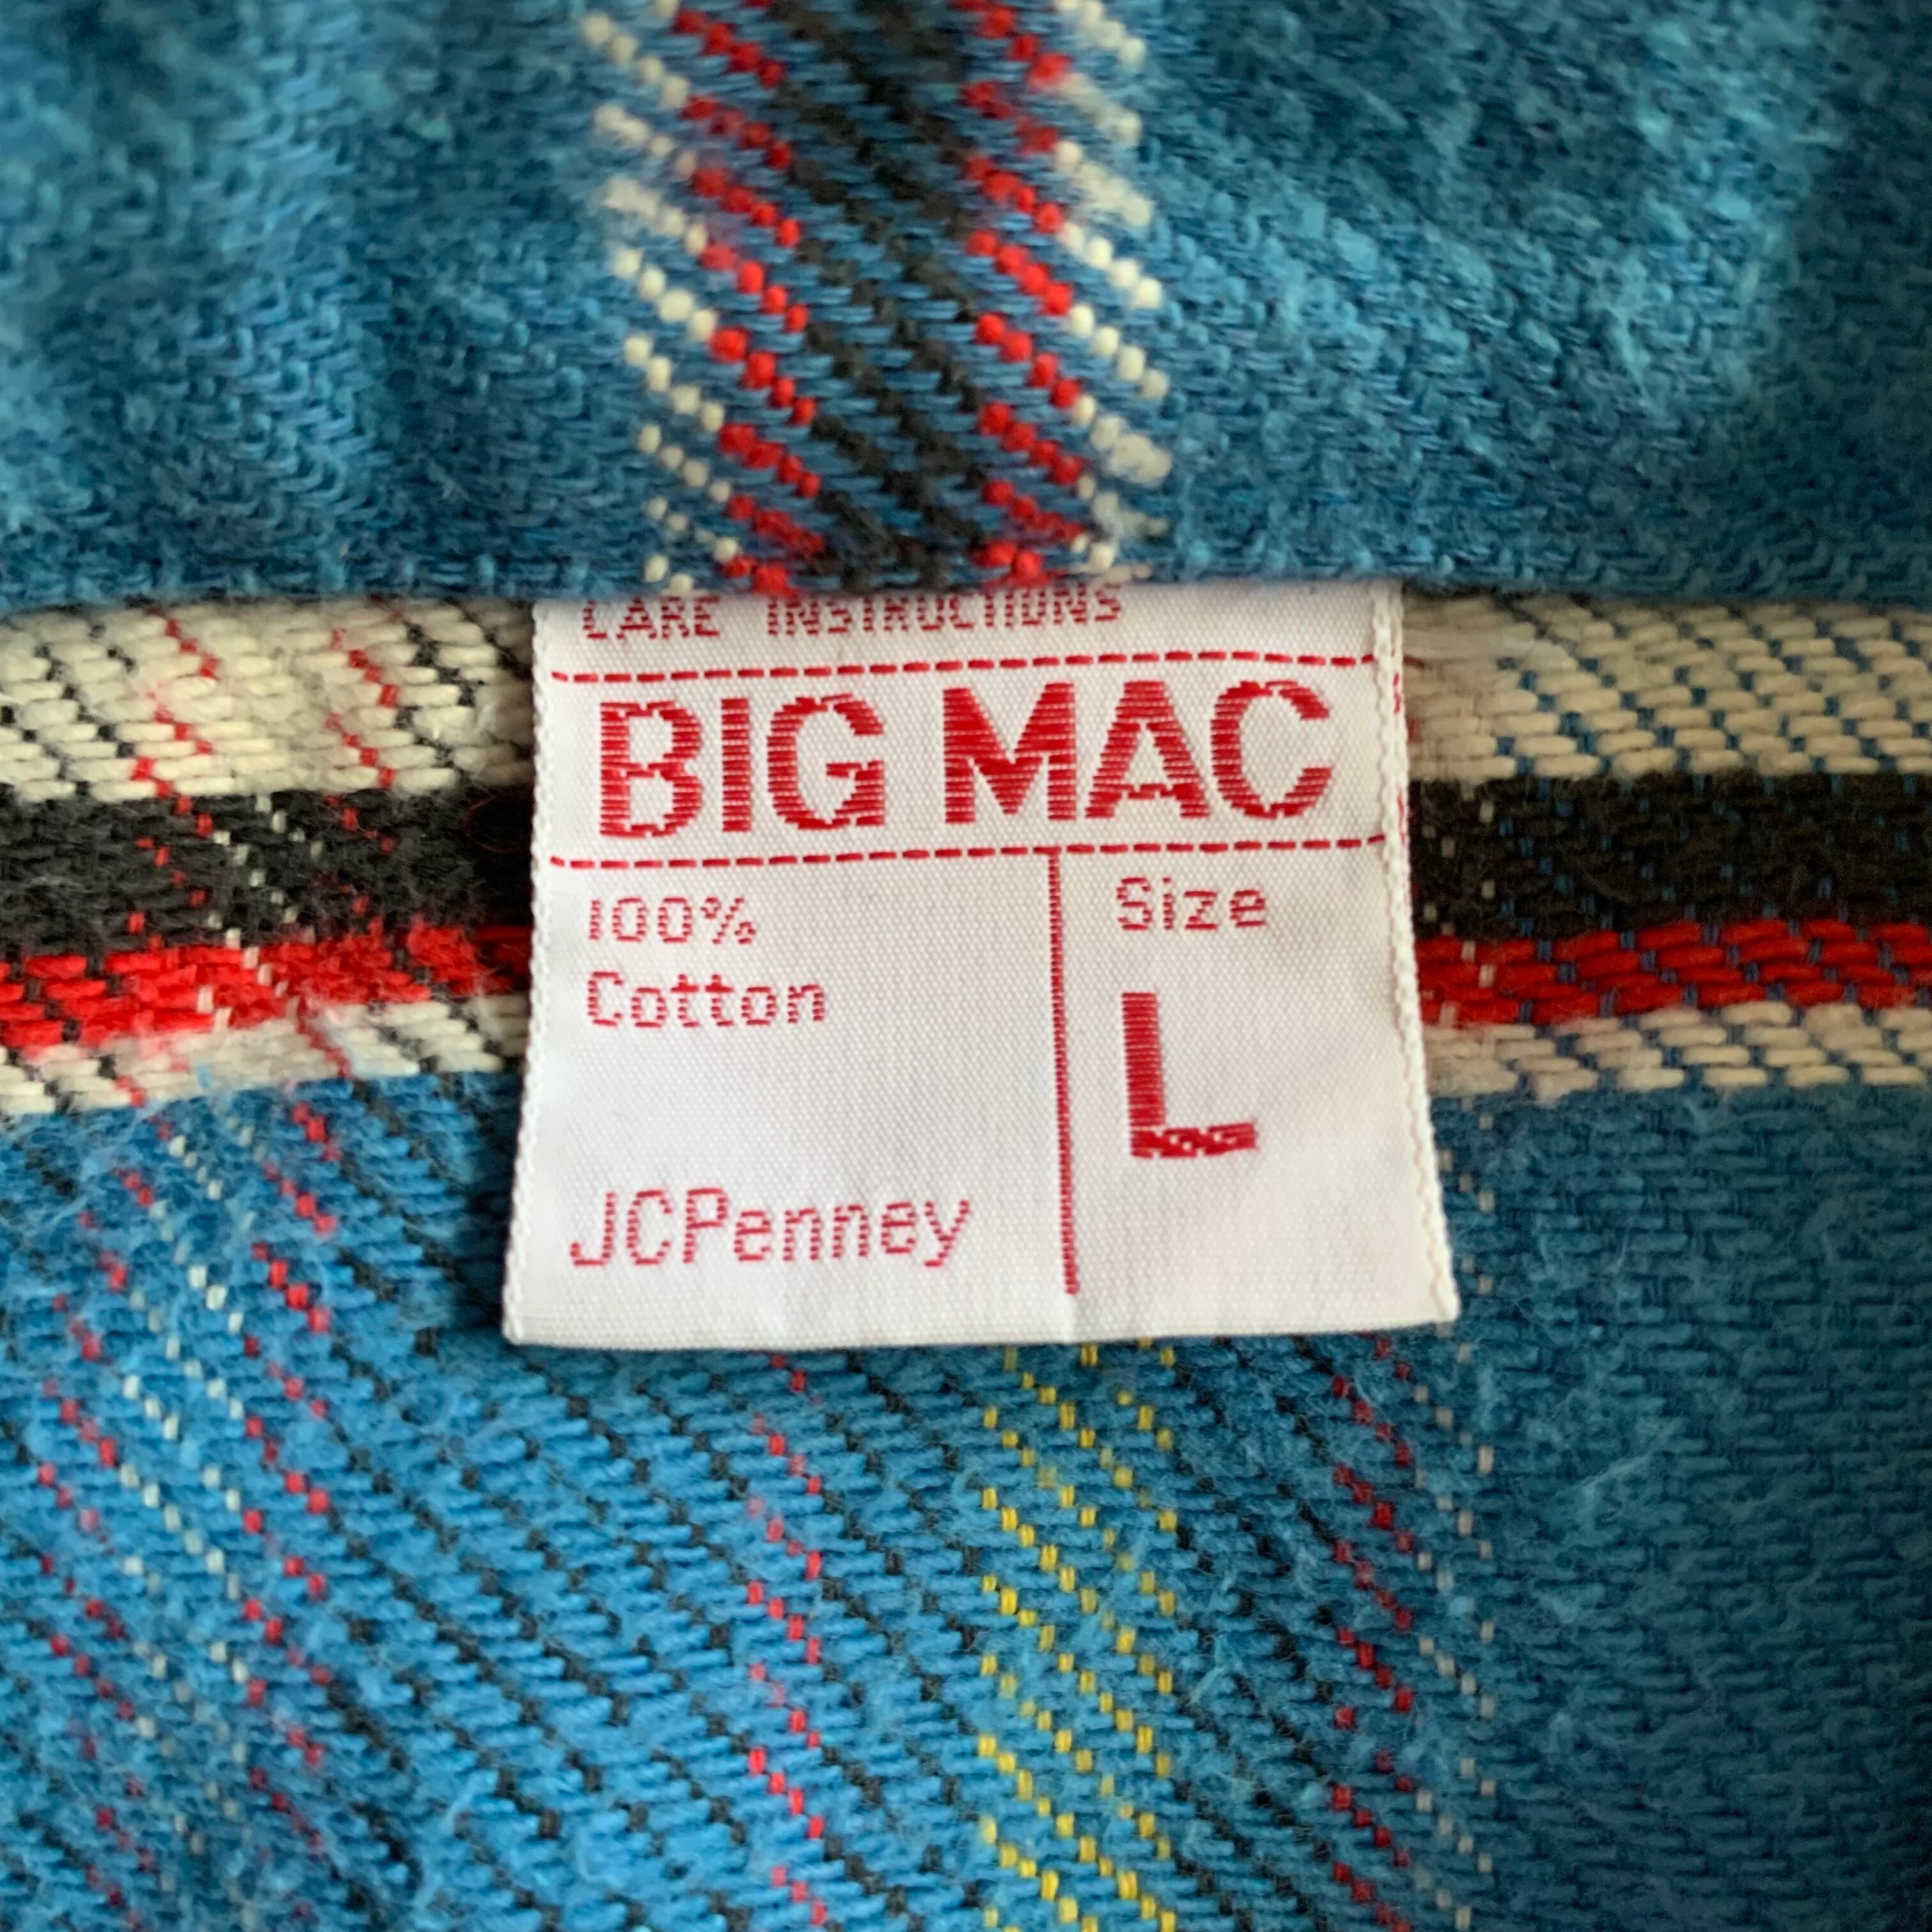 CARE INSTRUCTIONS
BIG MAC
100%
Cotton
Size
L
JCPenney